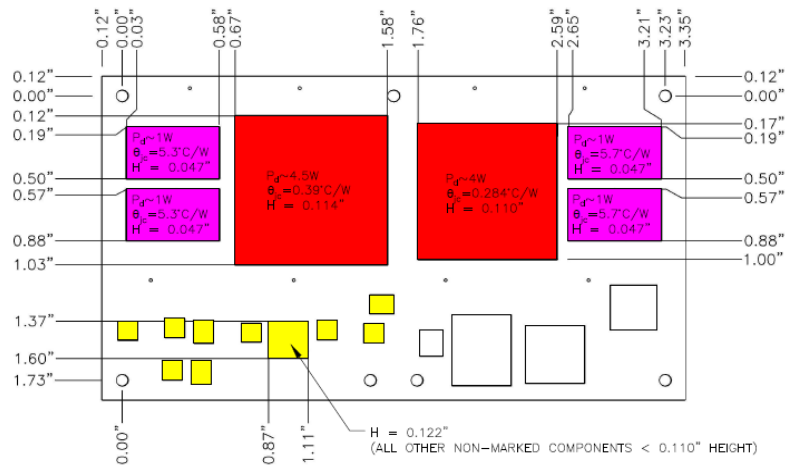 0.12” 0.00” 0.03” 0.58” 0.67” 1.58” 1.76” 2.59” 2.65” 3.21” 3.23” 3.35”
0.12” 0.12”
0.00” 0.00”
0.12” 0.17”
0.19” 0.19”
0.50” 0.50”
0.57” 0.57”
0.88” 0.88”
1.03” 1.00”
1.37”
1.60”
1.73”
Pd~1W
θjc=5.3°C/W
H = 0.047”
Pd~1W
θjc=5.3°C/W
H = 0.047”
Pd~4.5W
θjc=0.39°C/W
H = 0.114”
Pd~4W
θjc=0.284°C/W
H = 0.110”
Pd~1W
θjc=5.7°C/W
H = 0.047”
Pd~1W
θjc=5.7°C/W
H = 0.047”
0.00” 0.87” 1.11”
H = 0.122”
(ALL OTHER NON-MARKED COMPONENTS < 0.110” HEIGHT)